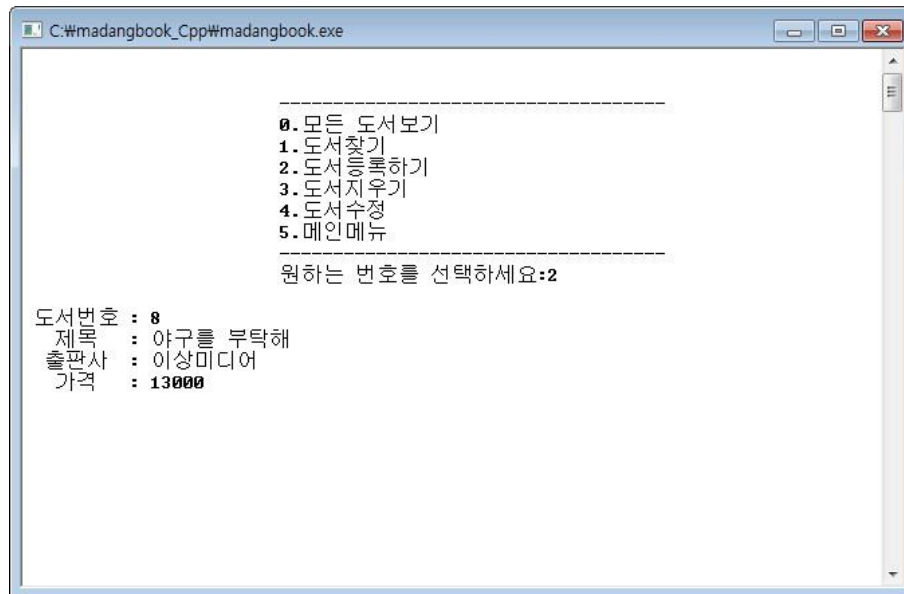 C:₩madangbook_Cpp₩madangbook.exe
------------------------------------
0.모든 도서보기
1.도서찾기
2.도서등록하기
3.도서지우기
4.도서수정
5.메인메뉴
------------------------------------
원하는 번호를 선택하세요:2
도서번호 : 8
제목 : 야구를 부탁해
출판사 : 이상미디어
가격 : 13000